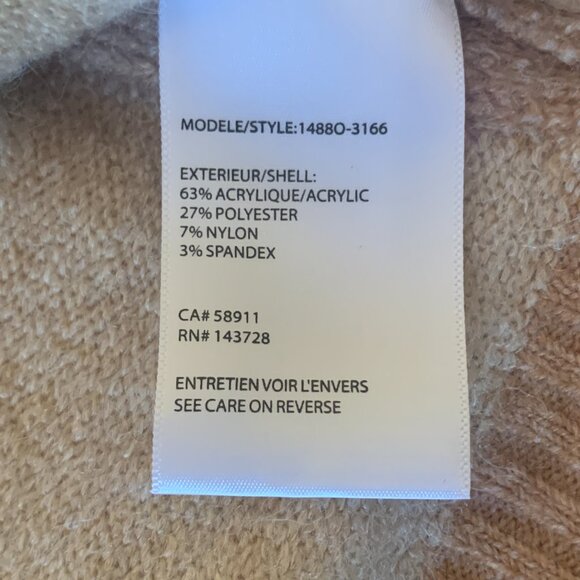 MODELE/STYLE:1488O-3166
EXTERIEUR/SHELL:
63% ACRYLIQUE/ACRYLIC
27% POLYESTER
7% NYLON
3% SPANDEX
CA# 58911
RN# 143728
ENTRETIEN VOIR L'ENVERS
SEE CARE ON REVERSE